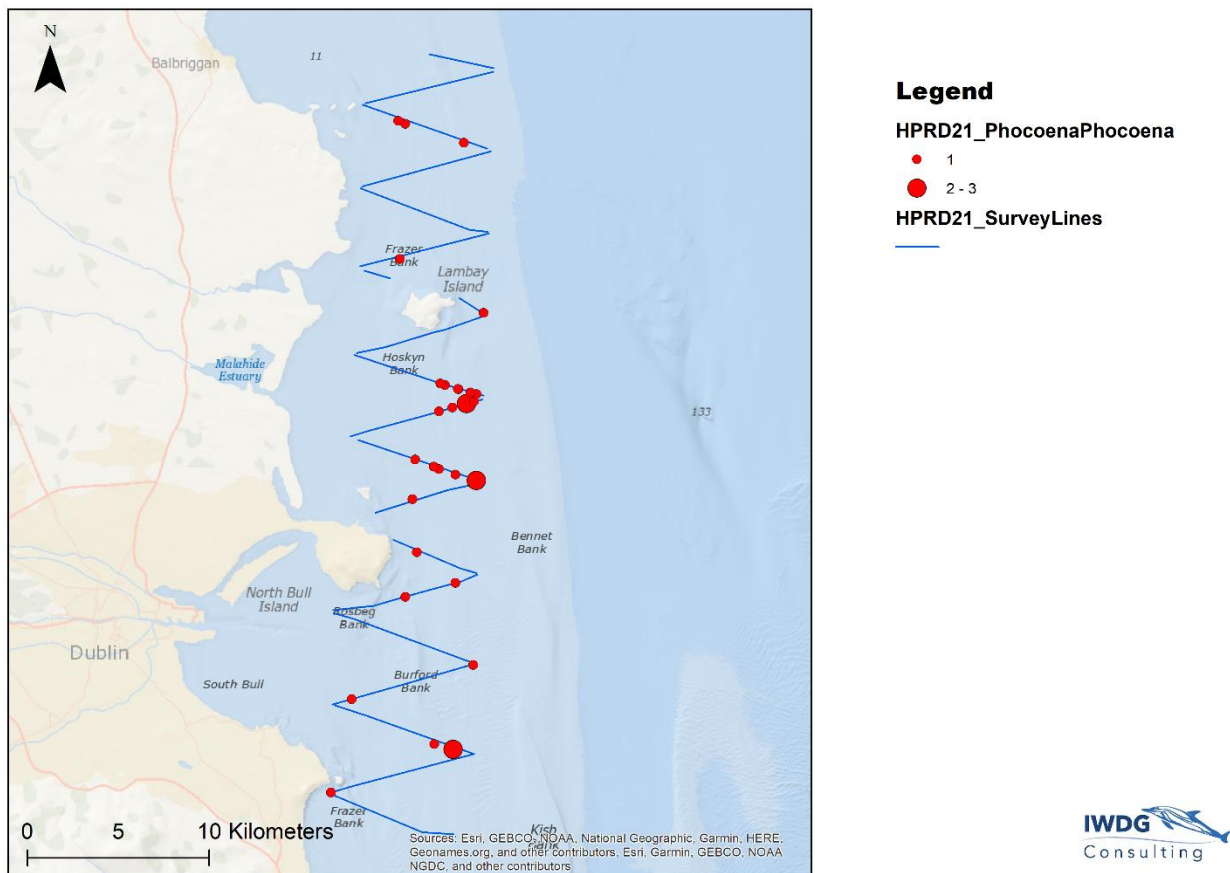 N
Balbriggan
11
Frazer
Bank
Lambay
Island
Malahide
Estuary
Hoskyn
Bank
133
Bennet
Bank
North Bull
Island
Rosbeg
Bank
Dublin
South Bull
Burford
Bank
Frazer
Bank
Kish
Bank
0 5 10 Kilometers
Sources: Esri, GEBCO, NOAA, National Geographic, Garmin, HERE,
Geonames.org, and other contributors, Esri, Garmin, GEBCO, NOAA
NGDC, and other contributors
Legend
HPRD21_PhocoenaPhocoena
1
2 - 3
HPRD21_SurveyLines
IWDG
Consulting